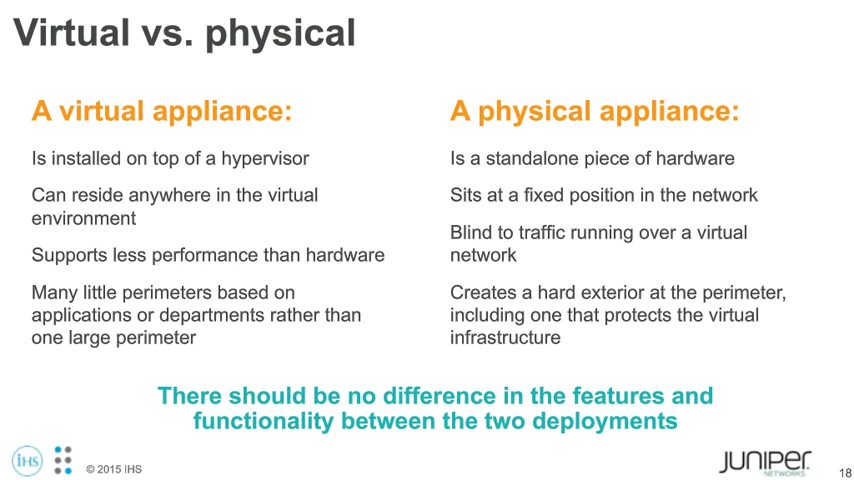 Virtual vs. physical
A virtual appliance:
Is installed on top of a hypervisor
Can reside anywhere in the virtual
environment
Supports less performance than hardware
Many little perimeters based on
applications or departments rather than
one large perimeter
A physical appliance:
Is a standalone piece of hardware
Sits at a fixed position in the network
Blind to traffic running over a virtual
network
Creates a hard exterior at the perimeter,
including one that protects the virtual
infrastructure
There should be no difference in the features and
functionality between the two deployments
iHS
© 2015 IHS
JUNIPER
NETWORKS
18